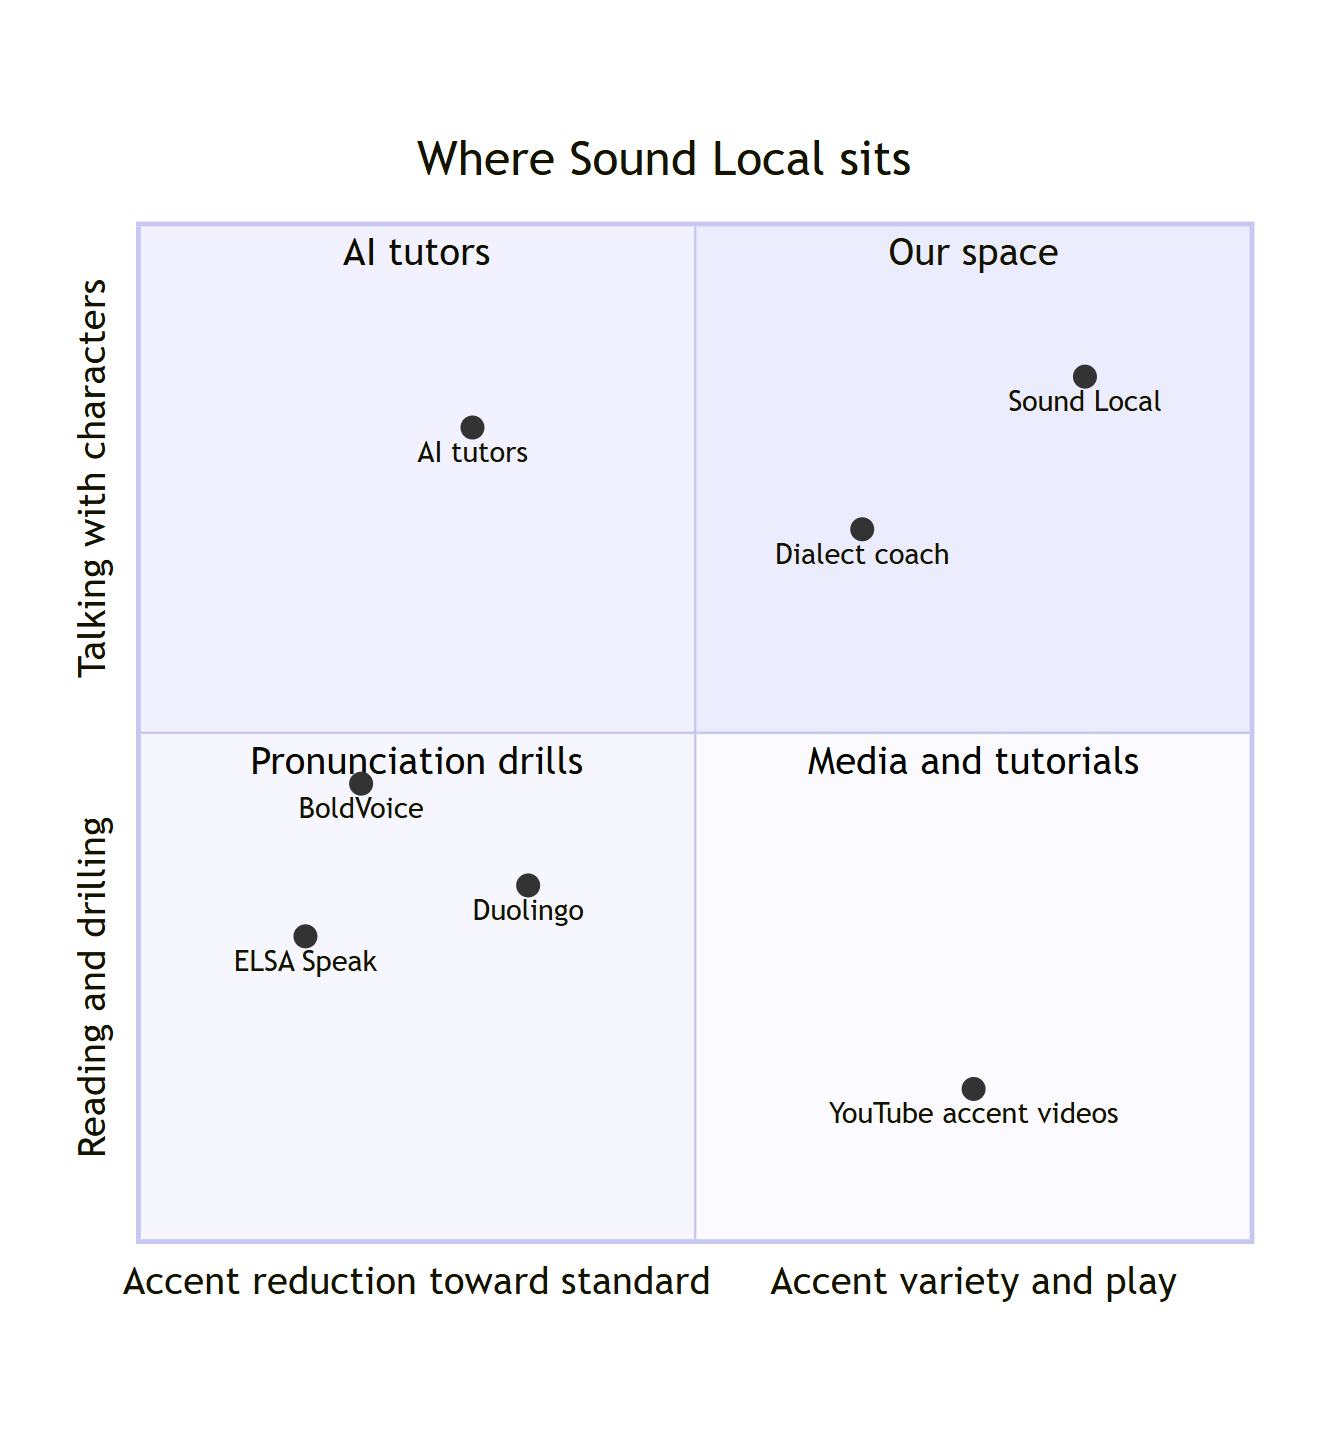 Where Sound Local sits
AI tutors
Our space
Talking with characters
Sound Local
AI tutors
Dialect coach
Pronunciation drills
Media and tutorials
BoldVoice
Reading and drilling
Duolingo
ELSA Speak
YouTube accent videos
Accent reduction toward standard
Accent variety and play